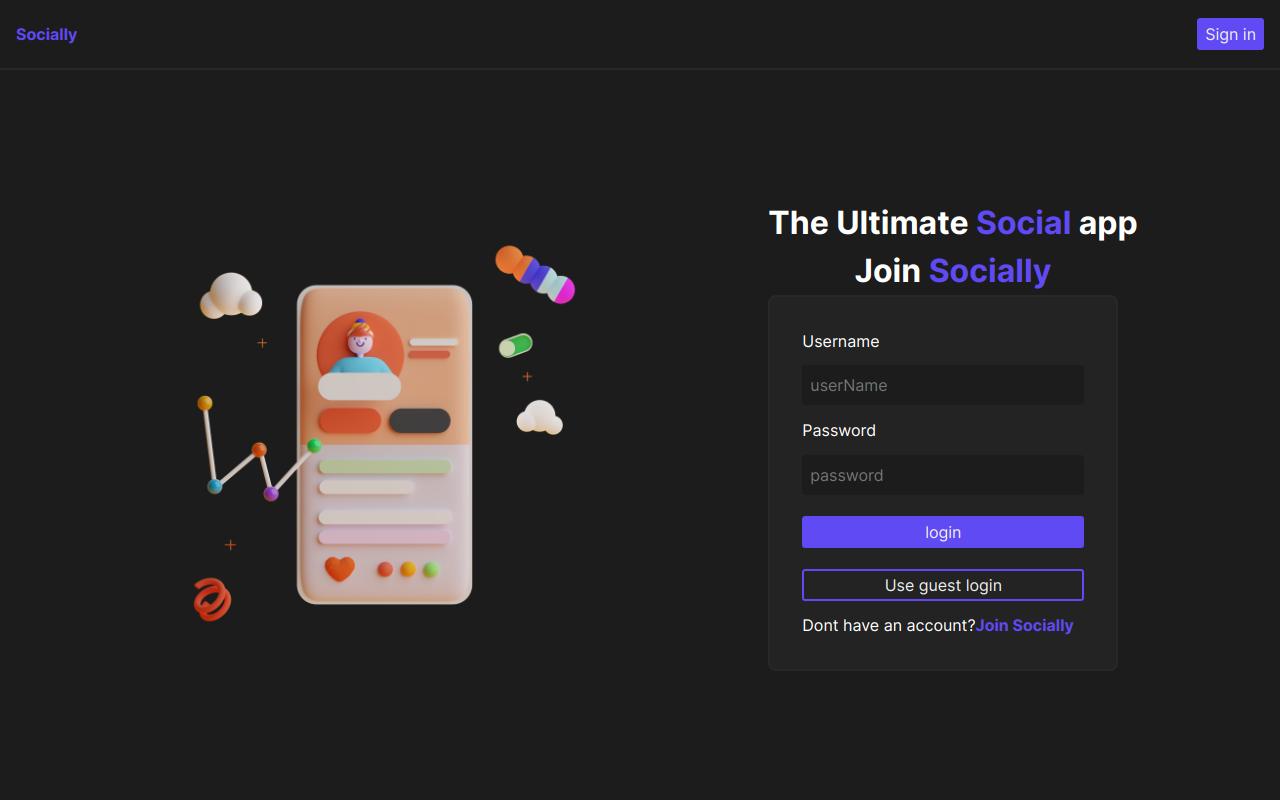 Socially
Sign in
The Ultimate Social app
Join Socially
Username
userName
Password
password
login
Use guest login
Dont have an account?Join Socially